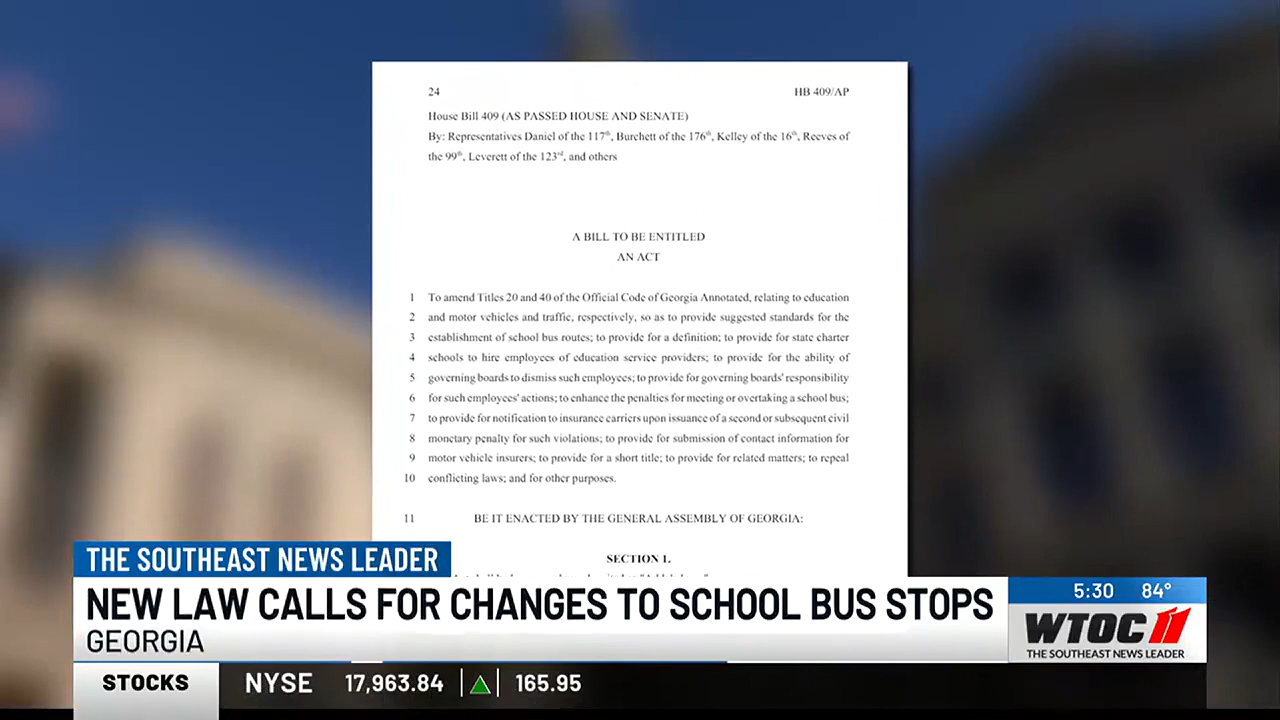 24 HB 409/AP
House Bill 409 (AS PASSED HOUSE AND SENATE)
By: Representatives Daniel of the 117th, Burchett of the 176th, Kelley of the 16th, Reeves of
the 99th, Leverett of the 123rd, and others
A BILL TO BE ENTITLED
AN ACT
1 To amend Titles 20 and 40 of the Official Code of Georgia Annotated, relating to education
2 and motor vehicles and traffic, respectively, so as to provide suggested standards for the
3 establishment of school bus routes; to provide for a definition; to provide for state charter
4 schools to hire employees of education service providers; to provide for the ability of
5 governing boards to dismiss such employees; to provide for governing boards' responsibility
6 for such employees' actions; to enhance the penalties for meeting or overtaking a school bus;
7 to provide for notification to insurance carriers upon issuance of a second or subsequent civil
8 monetary penalty for such violations; to provide for submission of contact information for
9 motor vehicle insurers; to provide for a short title; to provide for related matters; to repeal
10 conflicting laws; and for other purposes.
11 BE IT ENACTED BY THE GENERAL ASSEMBLY OF GEORGIA:
SECTION 1.
THE SOUTHEAST NEWS LEADER
NEW LAW CALLS FOR CHANGES TO SCHOOL BUS STOPS
GEORGIA
5:30 84°
WTOC 11
THE SOUTHEAST NEWS LEADER
STOCKS NYSE 17,963.84 165.95